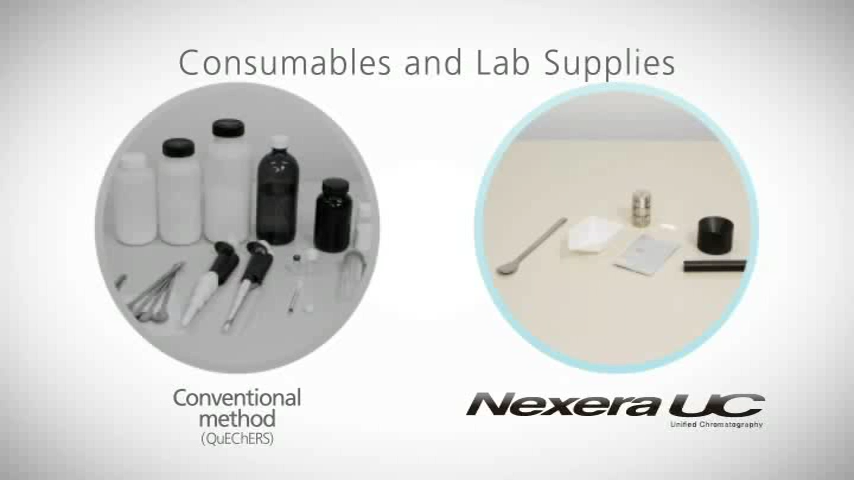 Consumables and Lab Supplies
Conventional
method
(QuEChERS)
Nexera UC
Unified Chromatography